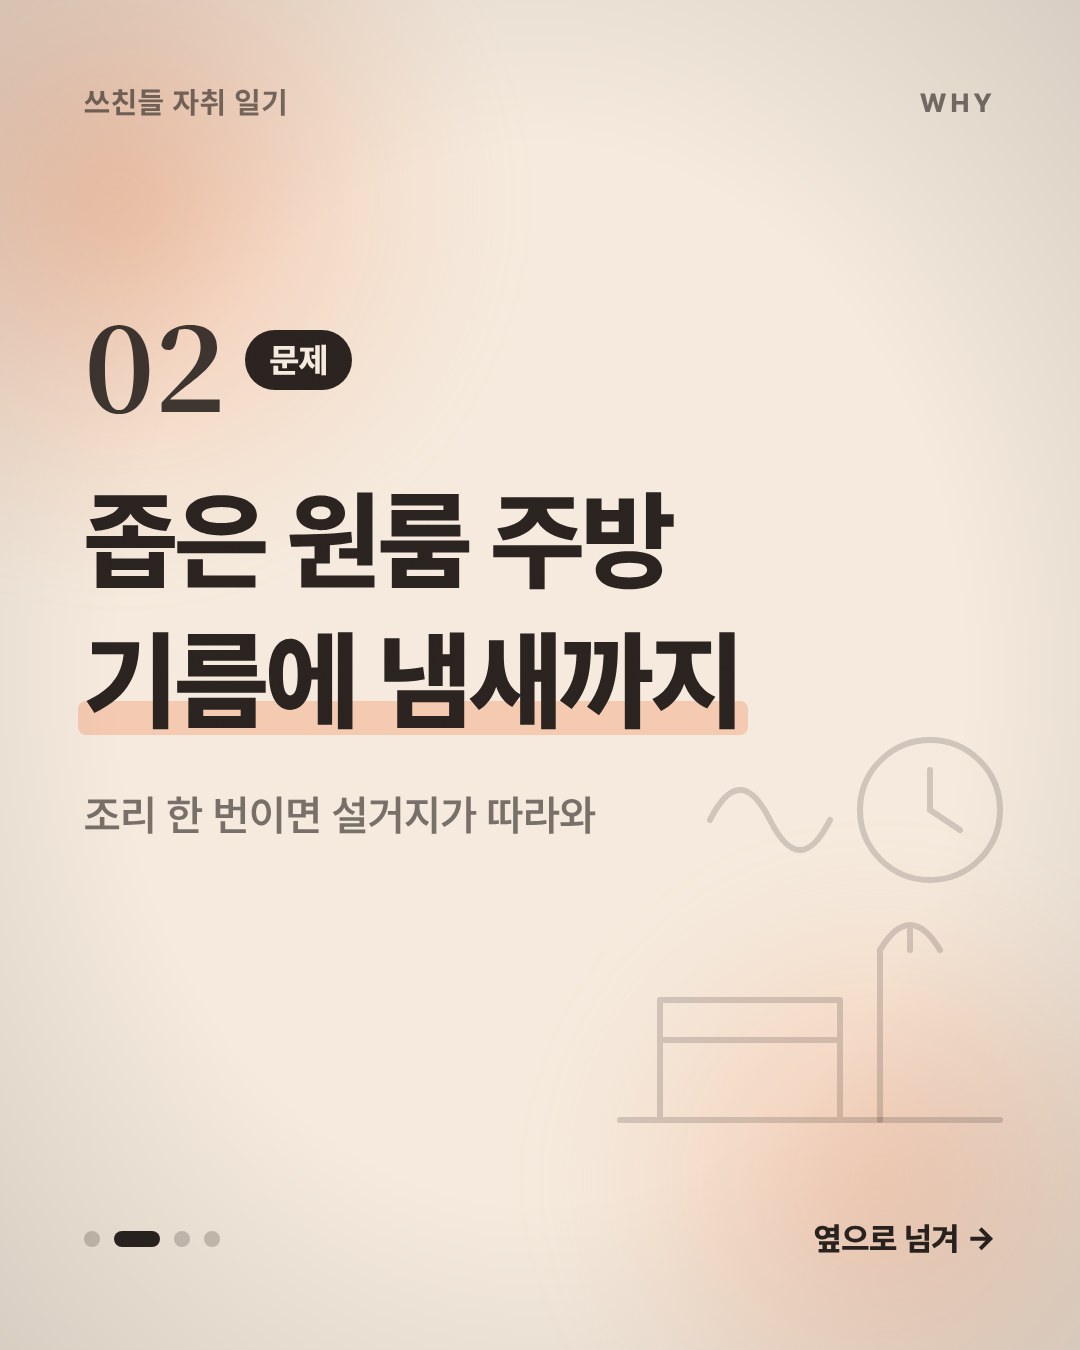 쓰친들 자취 일기
WHY
02 문제
좁은 원룸 주방
기름에 냄새까지
조리 한 번이면 설거지가 따라와
옆으로 넘겨 →